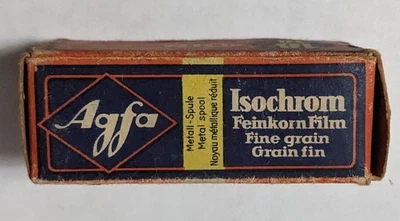 Agfa
Metall-Spule
Metal spool
Noyau métallique réduit
Isochrom
Feinkorn Film
Fine grain
Grain fin